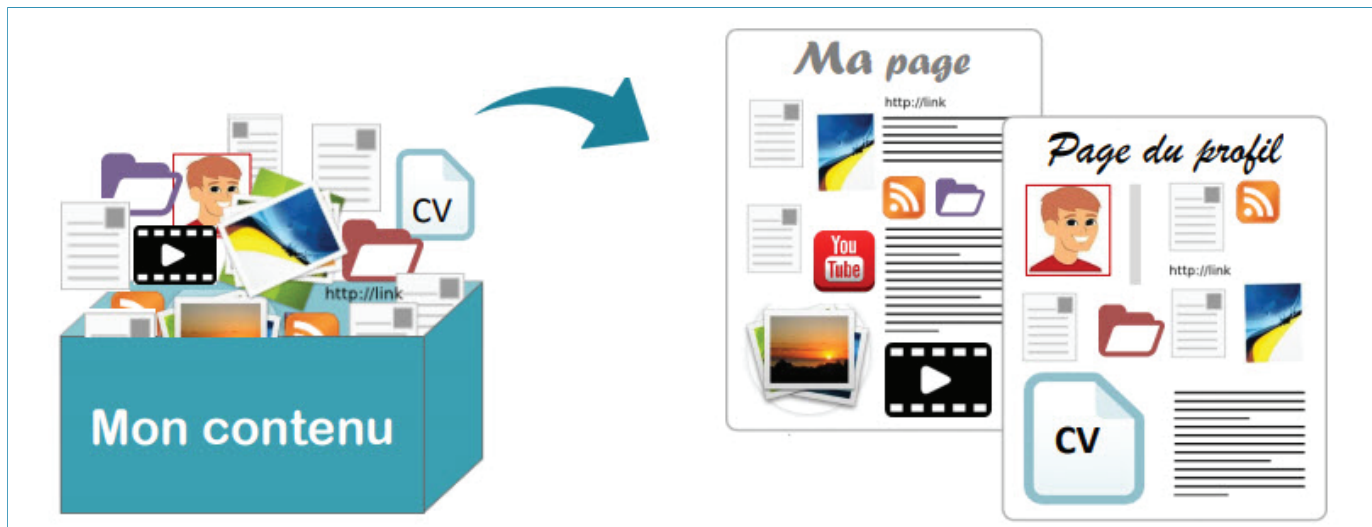 CV
http://link
Mon contenu
Ma page
http://link
You
Tube
Page du profil
http://link
CV